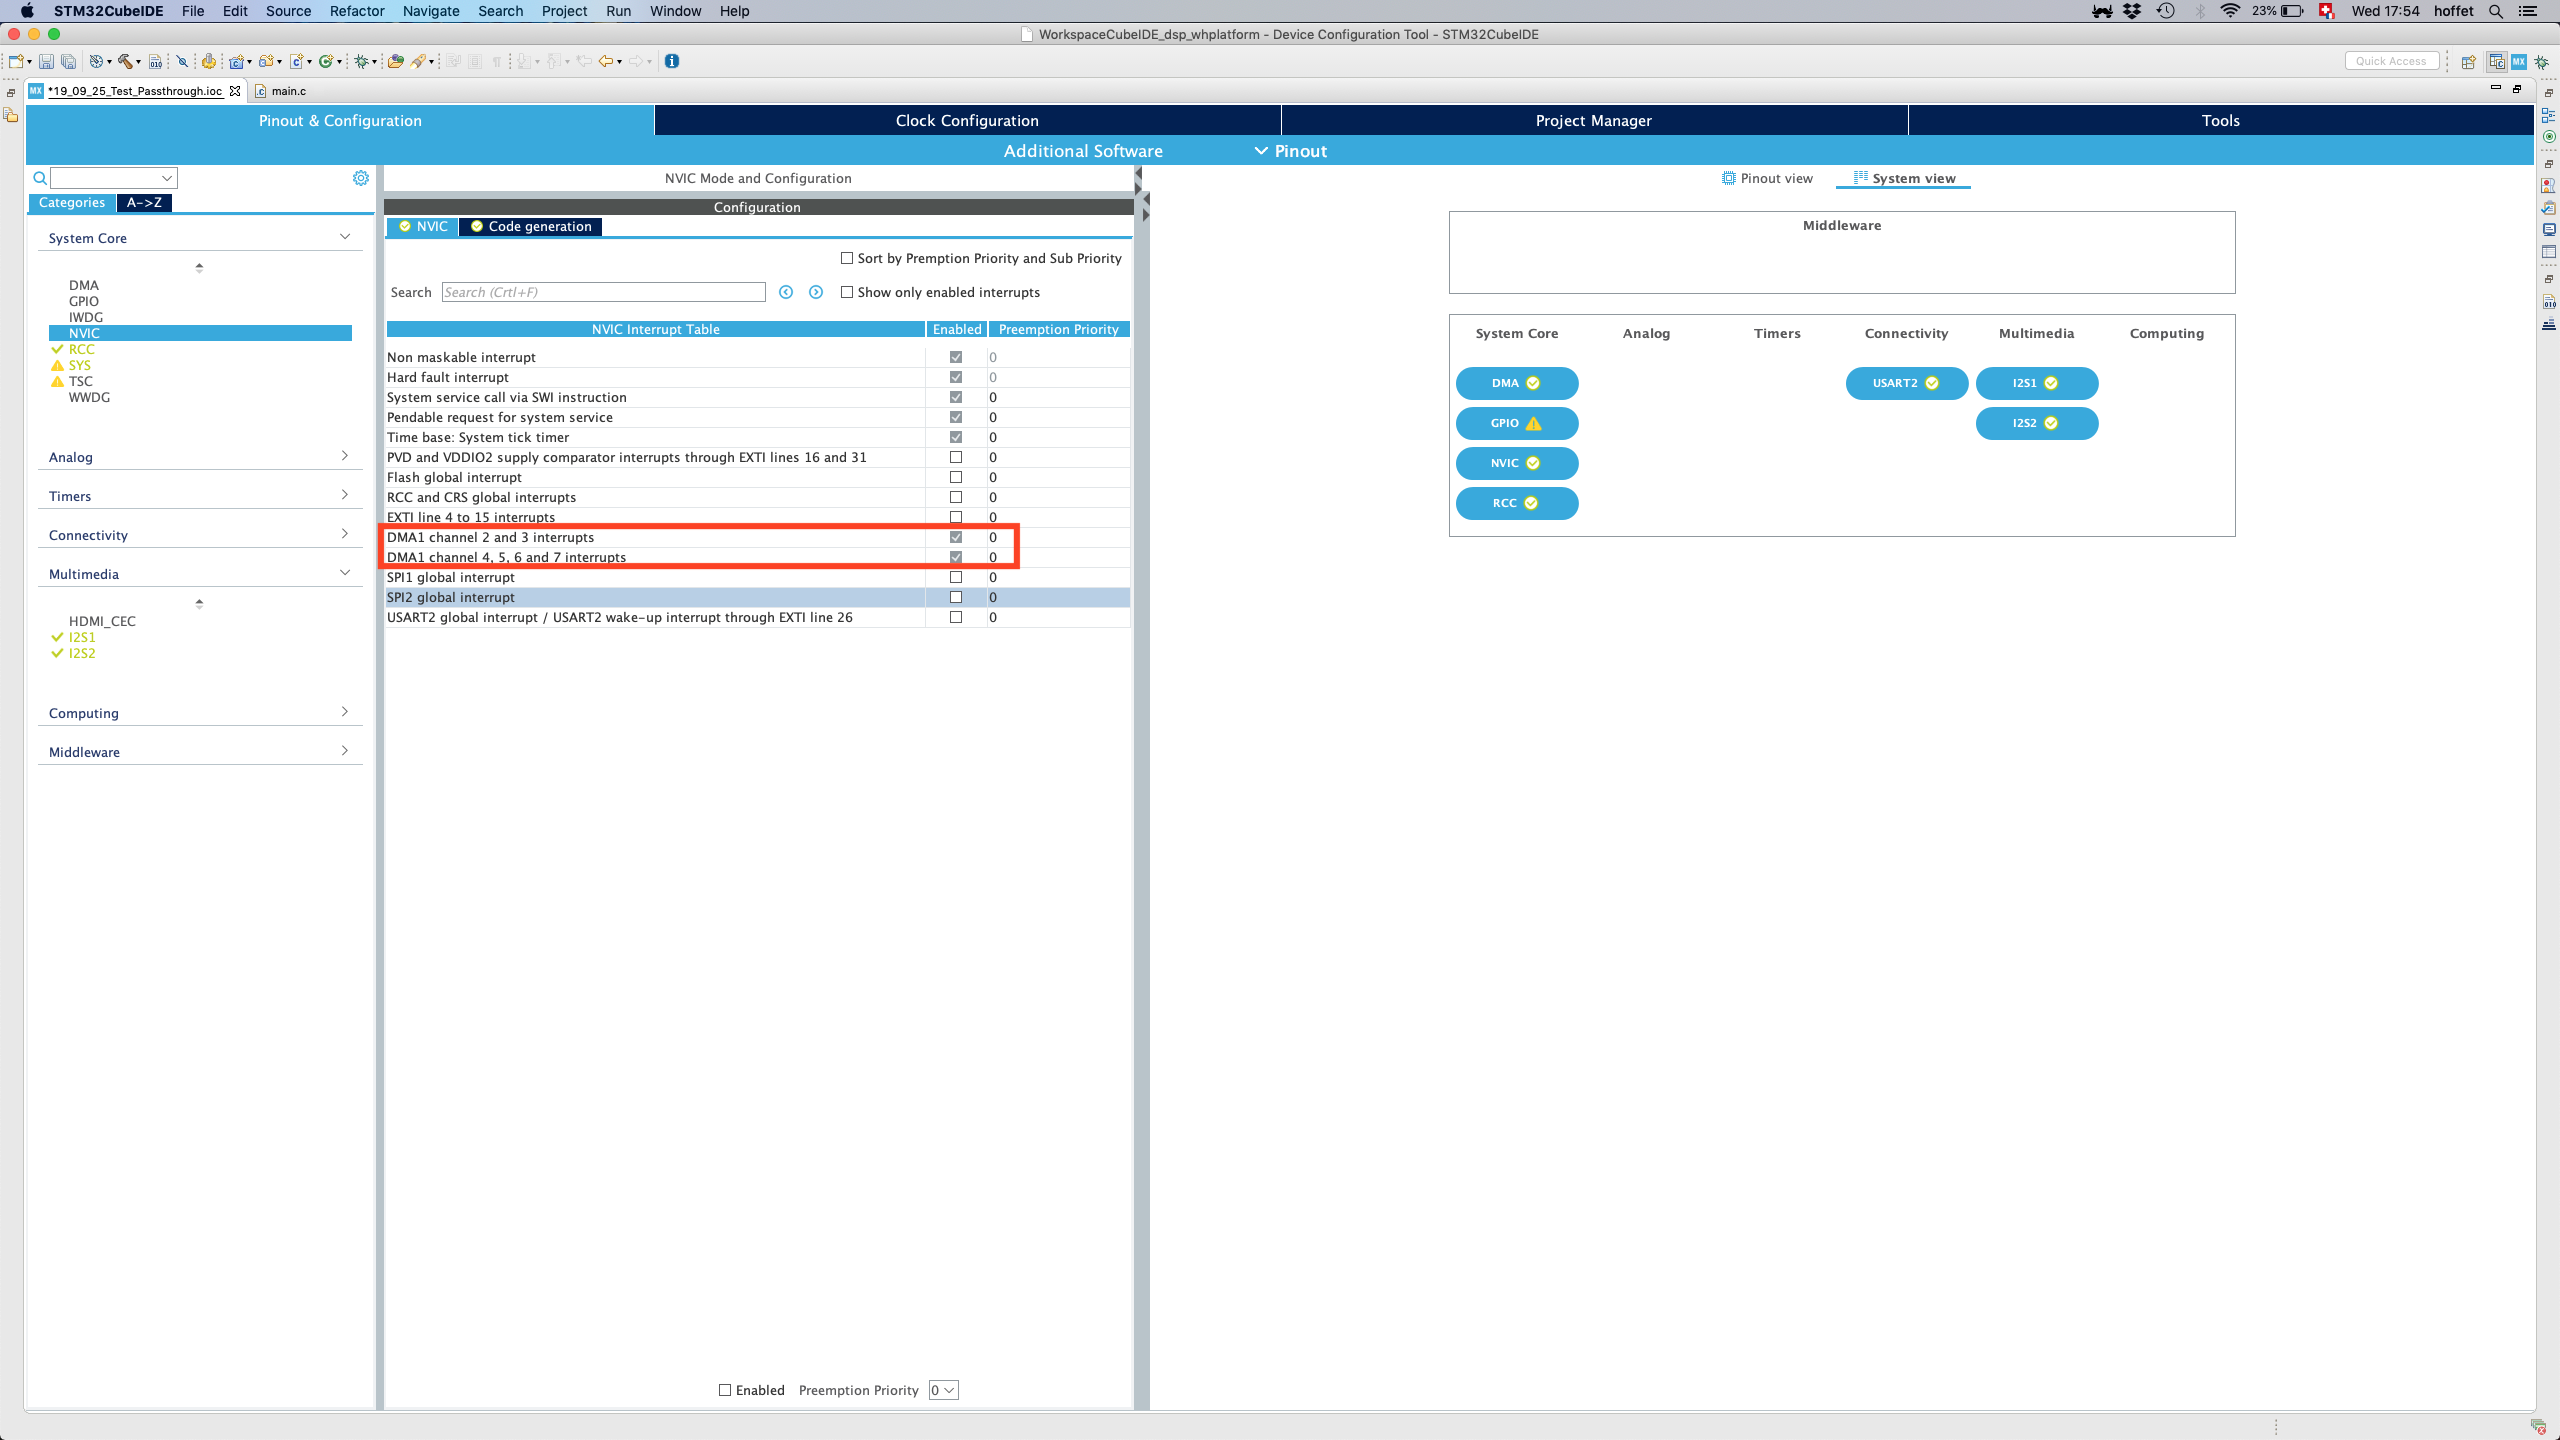 STM32CubeIDE File Edit Source Refactor Navigate Search Project Run Window Help 23% Wed 17:54 hoffet
WorkspaceCubeIDE_dsp_whplatform - Device Configuration Tool - STM32CubeIDE
Quick Access
MX *19_09_25_Test_Passthrough.ioc main.c
Pinout & Configuration Clock Configuration Project Manager Tools
Additional Software Pinout
NVIC Mode and Configuration
Pinout view System view
Categories A->Z
Configuration
NVIC Code generation
System Core
DMA
GPIO
IWDG
NVIC
RCC
SYS
TSC
WWDG
Analog
Timers
Connectivity
Multimedia
HDMI_CEC
I2S1
I2S2
Computing
Middleware
Sort by Premption Priority and Sub Priority
Search Search (Crtl+F) Show only enabled interrupts
NVIC Interrupt Table Enabled Preemption Priority
Non maskable interrupt 0
Hard fault interrupt 0
System service call via SWI instruction 0
Pendable request for system service 0
Time base: System tick timer 0
PVD and VDDIO2 supply comparator interrupts through EXTI lines 16 and 31 0
Flash global interrupt 0
RCC and CRS global interrupts 0
EXTI line 4 to 15 interrupts 0
DMA1 channel 2 and 3 interrupts 0
DMA1 channel 4, 5, 6 and 7 interrupts 0
SPI1 global interrupt 0
SPI2 global interrupt 0
USART2 global interrupt / USART2 wake-up interrupt through EXTI line 26 0
Enabled Preemption Priority 0
Middleware
System Core Analog Timers Connectivity Multimedia Computing
DMA USART2 I2S1
GPIO I2S2
NVIC
RCC